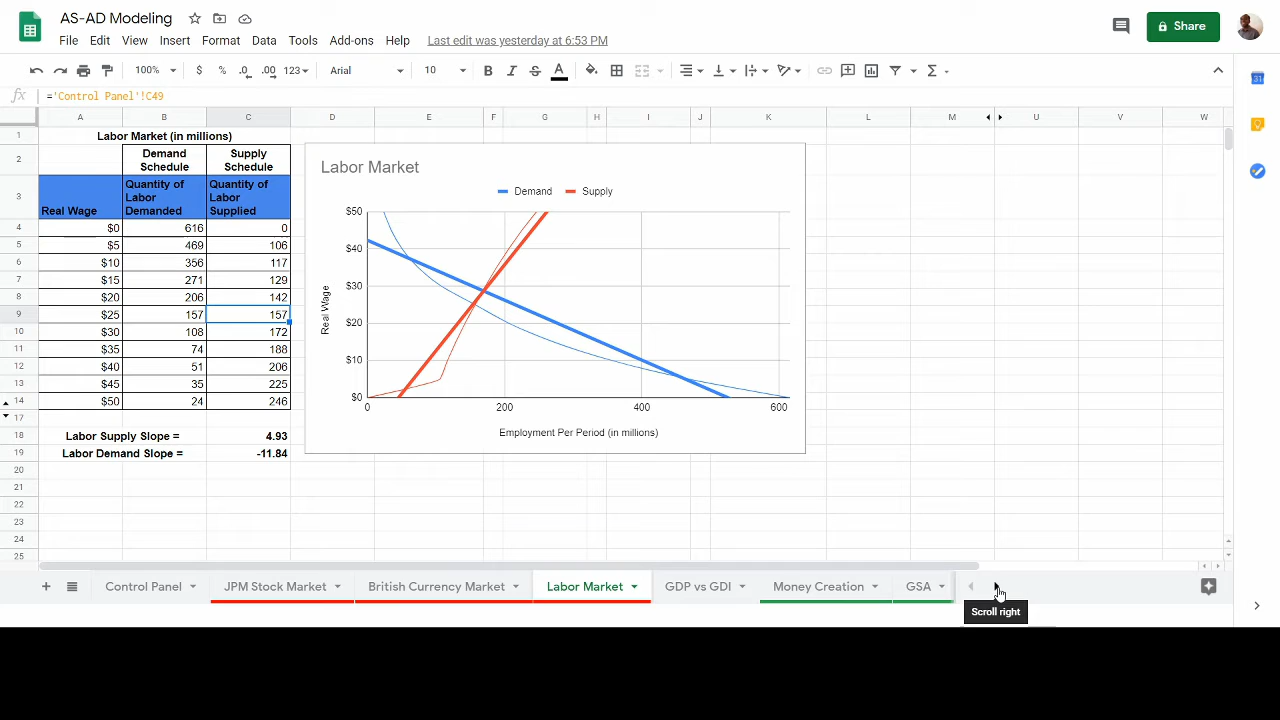 AS-AD Modeling
File Edit View Insert Format Data Tools Add-ons Help Last edit was yesterday at 6:53 PM
Share
100% $ % .0 .00 123 Arial 10 B I S A
fx ='Control Panel'!C49
A B C D E F G H I J K L M U V W
1 Labor Market (in millions)
2 Demand Schedule Supply Schedule
3 Real Wage Quantity of Labor Demanded Quantity of Labor Supplied
4 $0 616 0
5 $5 469 106
6 $10 356 117
7 $15 271 129
8 $20 206 142
9 $25 157 157
10 $30 108 172
11 $35 74 188
12 $40 51 206
13 $45 35 225
14 $50 24 246
17
18 Labor Supply Slope = 4.93
19 Labor Demand Slope = -11.84
20
21
22
23
24
25
Labor Market
Demand Supply
$50
$40
$30
$20
$10
$0
Real Wage
0 200 400 600
Employment Per Period (in millions)
+ Control Panel JPM Stock Market British Currency Market Labor Market GDP vs GDI Money Creation GSA
Scroll right
31